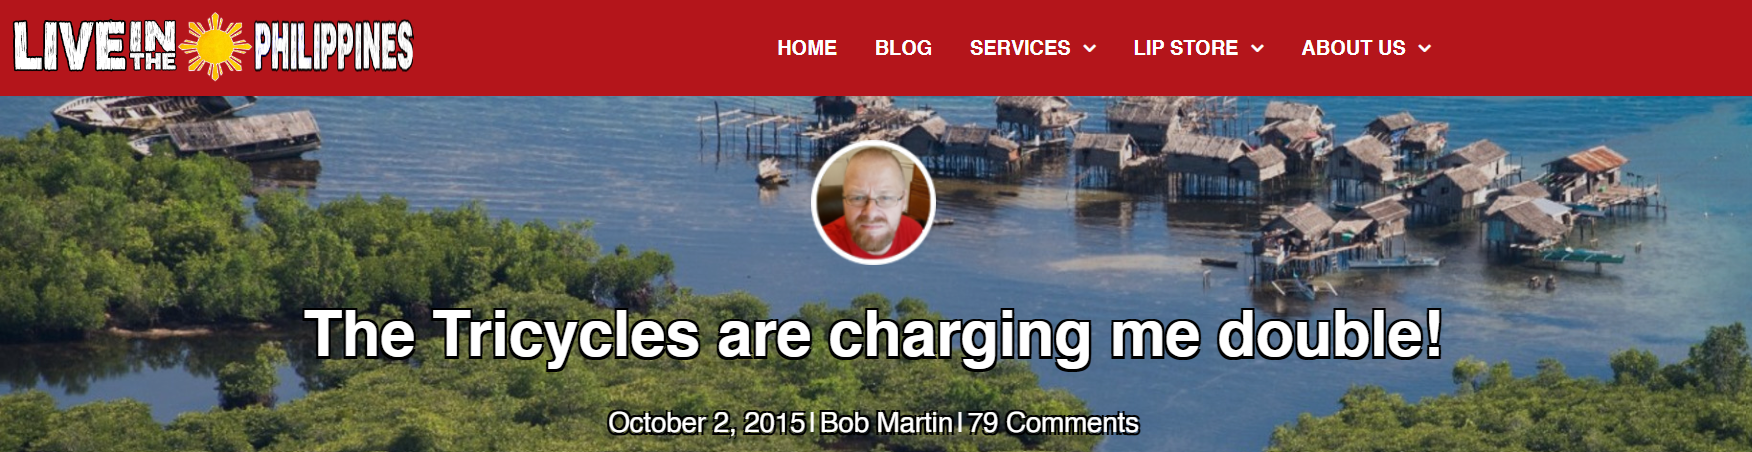 LIVE IN THE PHILIPPINES
HOME BLOG SERVICES LIP STORE ABOUT US
The Tricycles are charging me double!
October 2, 2015 | Bob Martin | 79 Comments